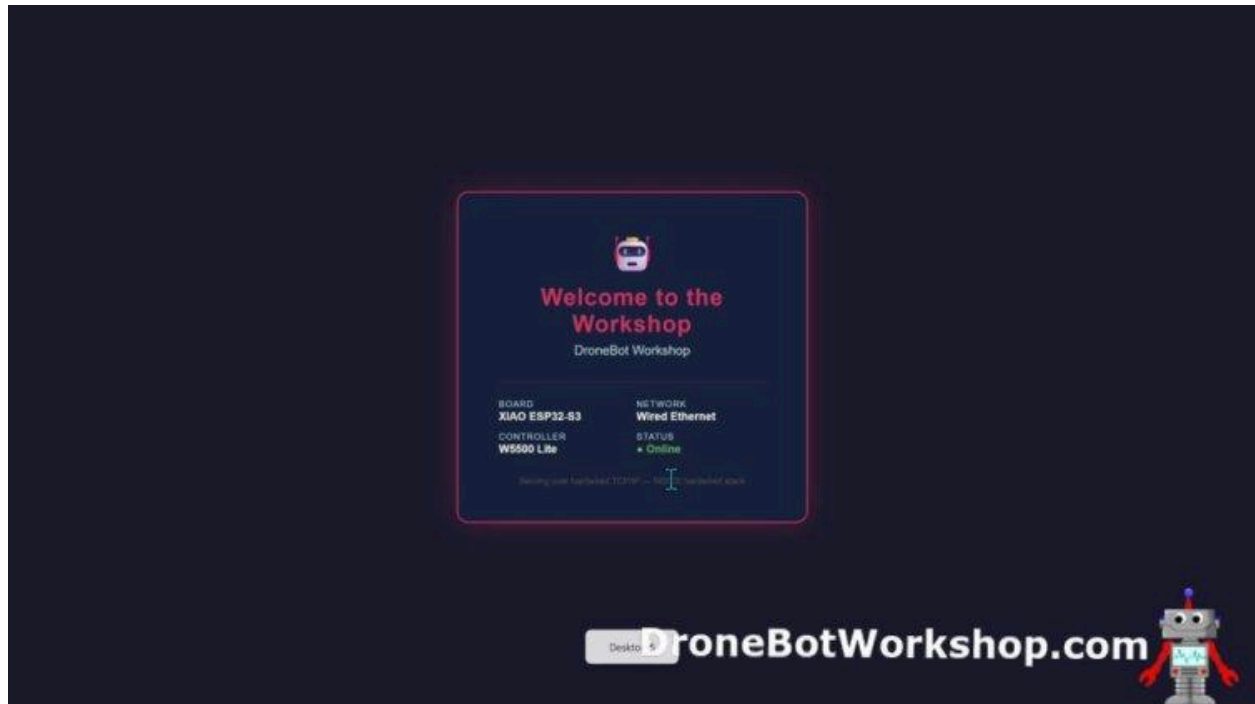 Welcome to the
Workshop
DroneBot Workshop
BOARD
XIAO ESP32-S3
NETWORK
Wired Ethernet
CONTROLLER
W5500 Lite
STATUS
● Online
DroneBotWorkshop.com